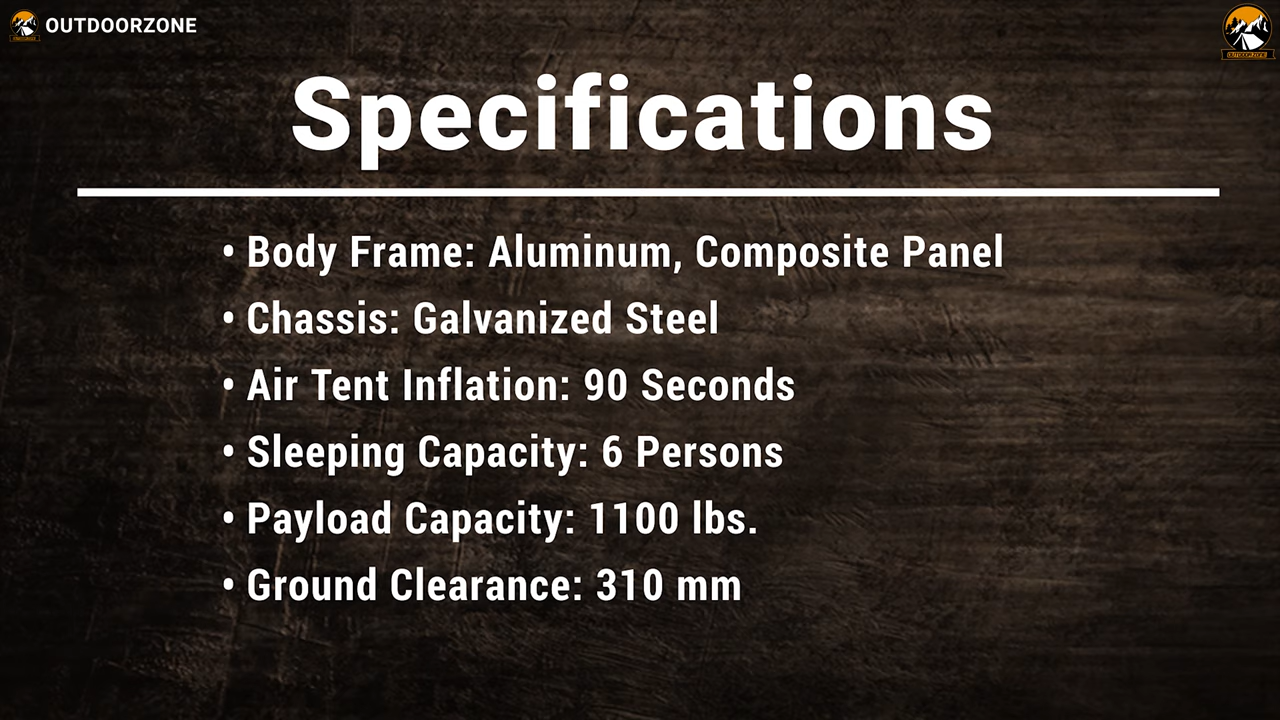 OUTDOORZONE
Specifications
• Body Frame: Aluminum, Composite Panel
• Chassis: Galvanized Steel
• Air Tent Inflation: 90 Seconds
• Sleeping Capacity: 6 Persons
• Payload Capacity: 1100 lbs.
• Ground Clearance: 310 mm
OUTDOORZONE